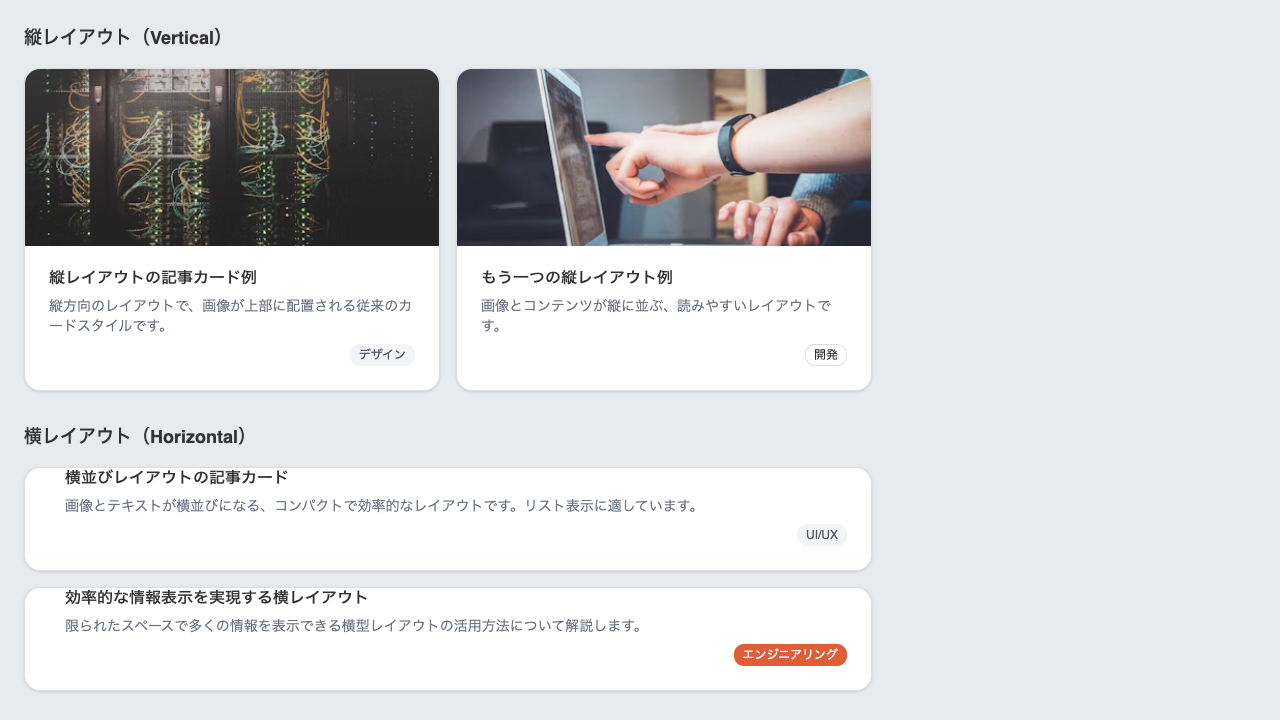 縦レイアウト（Vertical）
縦レイアウトの記事カード例
縦方向のレイアウトで、画像が上部に配置される従来のカ
ードスタイルです。
デザイン
もう一つの縦レイアウト例
画像とコンテンツが縦に並ぶ、読みやすいレイアウトで
す。
開発
横レイアウト（Horizontal）
横並びレイアウトの記事カード
画像とテキストが横並びになる、コンパクトで効率的なレイアウトです。リスト表示に適しています。
UI/UX
効率的な情報表示を実現する横レイアウト
限られたスペースで多くの情報を表示できる横型レイアウトの活用方法について解説します。
エンジニアリング